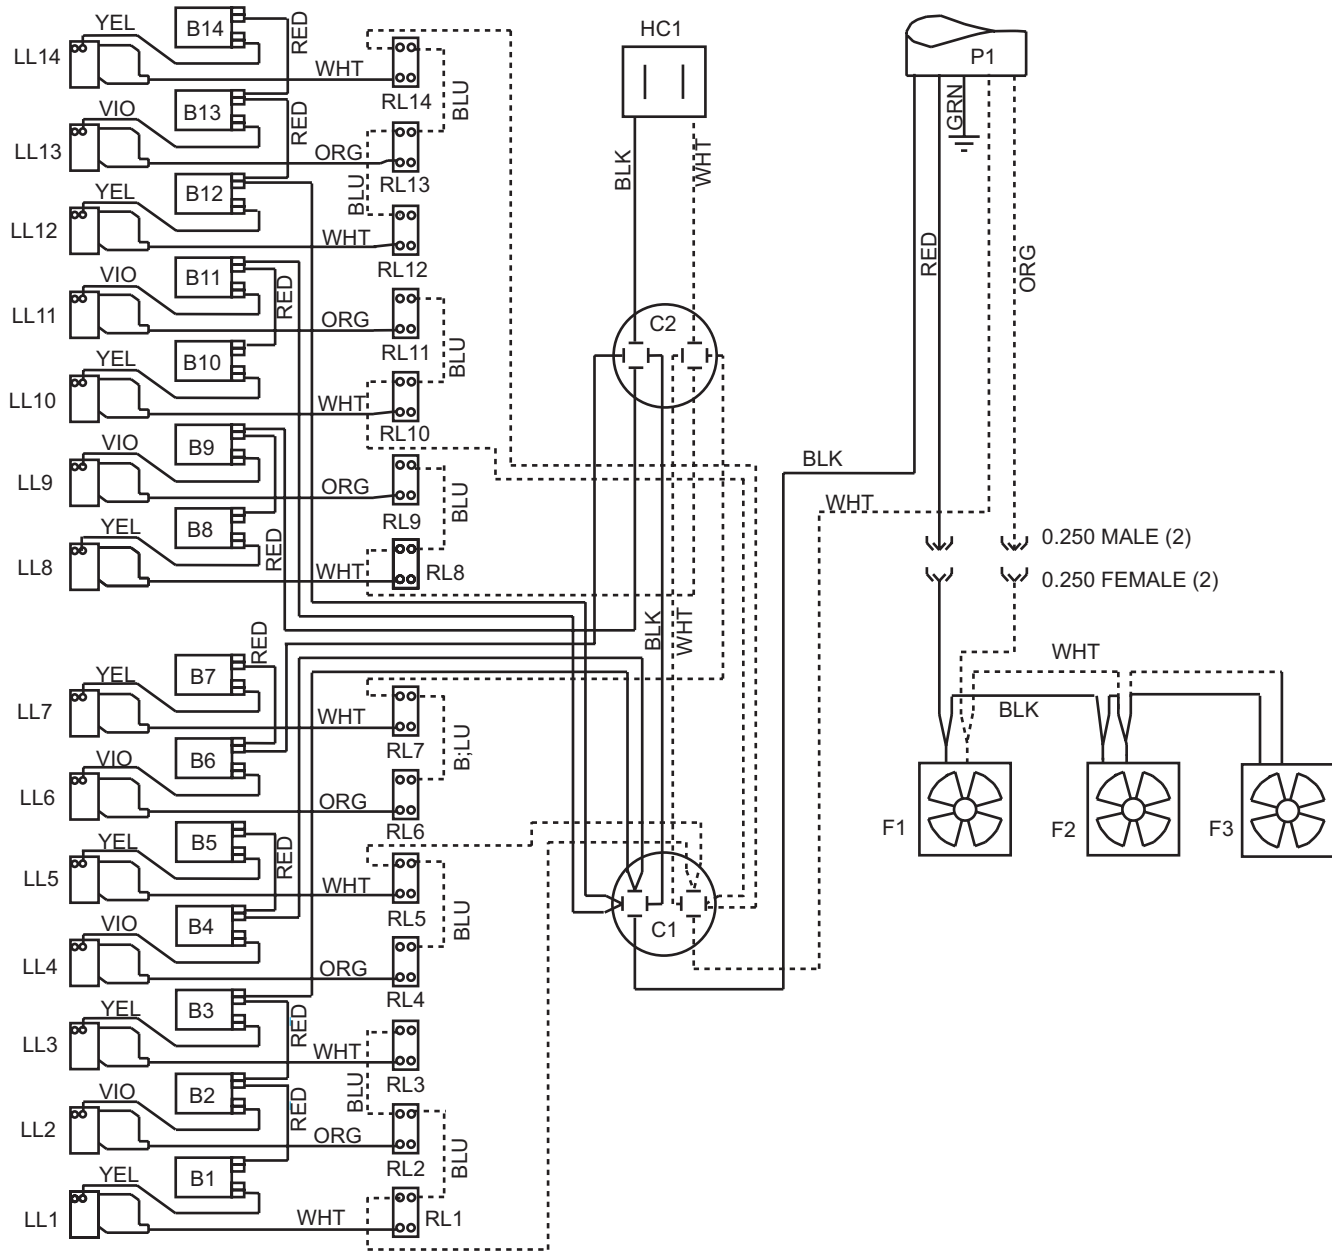 YEL
B14
RED
HC1
P1
LL14
WHT
BLU
RL14
VIO
B13
RED
GRN
LL13
ORG
RL13
BLK
WHT
YEL
B12
BLU
LL12
WHT
RL12
RED
ORG
VIO
B11
RED
LL11
ORG
RL11
BLU
C2
YEL
B10
LL10
WHT
RL10
VIO
B9
BLK
LL9
ORG
RL9
BLU
WHT
YEL
B8
RED
0.250 MALE (2)
LL8
WHT
RL8
0.250 FEMALE (2)
BLK
WHT
RED
WHT
YEL
B7
LL7
WHT
RL7
B;LU
BLK
VIO
B6
LL6
ORG
RL6
F1
F2
F3
YEL
B5
RED
LL5
WHT
RL5
BLU
VIO
B4
C1
LL4
ORG
RL4
YEL
B3
RED
LL3
WHT
RL3
BLU
VIO
B2
RED
LL2
ORG
RL2
BLU
YEL
B1
LL1
WHT
RL1